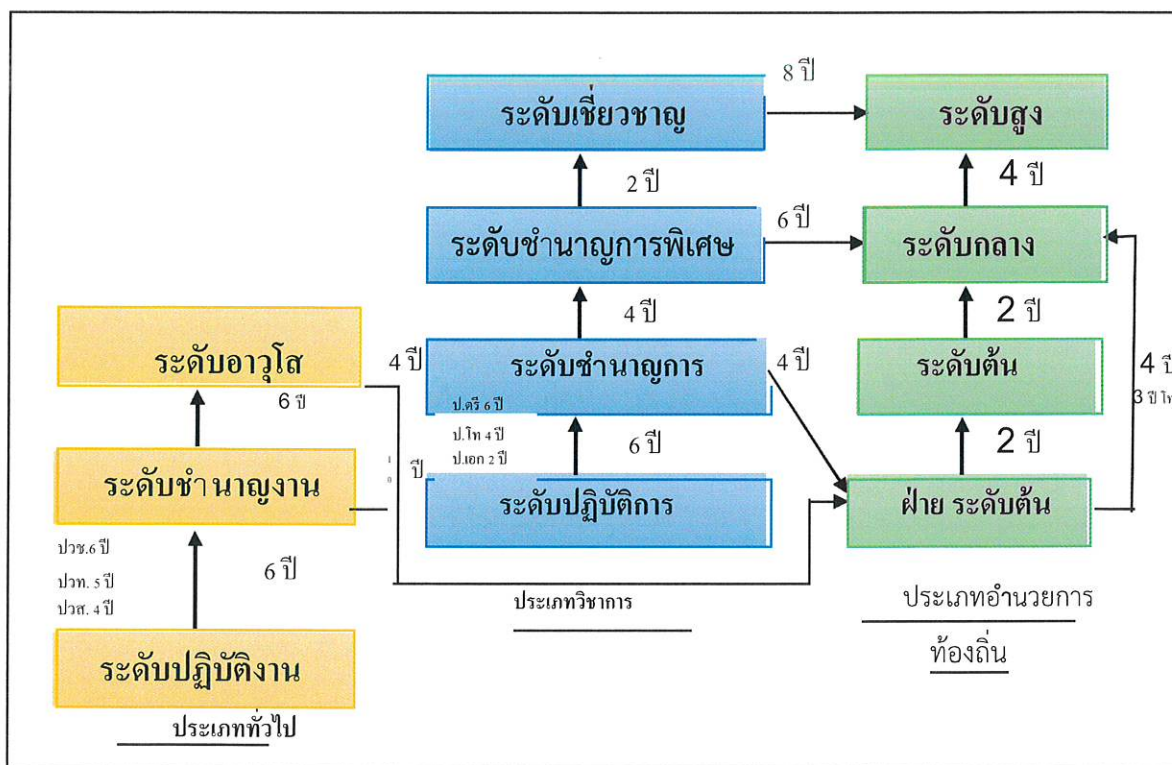 8 ปี
ระดับเชี่ยวชาญ
ระดับสูง
2 ปี
4 ปี
ระดับชำนาญการพิเศษ
6 ปี
ระดับกลาง
4 ปี
2 ปี
ระดับอาวุโส
4 ปี
ระดับชำนาญการ
4 ปี
ระดับต้น
4 ปี
3 ปี โท
6 ปี
ป.ตรี 6 ปี
ป.โท 4 ปี
ป.เอก 2 ปี
6 ปี
2 ปี
ระดับชำนาญงาน
ปี
ระดับปฏิบัติการ
ฝ่าย ระดับต้น
ปวช.6 ปี
ปวท. 5 ปี
ปวส. 4 ปี
6 ปี
ประเภทวิชาการ
ประเภทอำนวยการ
ท้องถิ่น
ระดับปฏิบัติงาน
ประเภททั่วไป